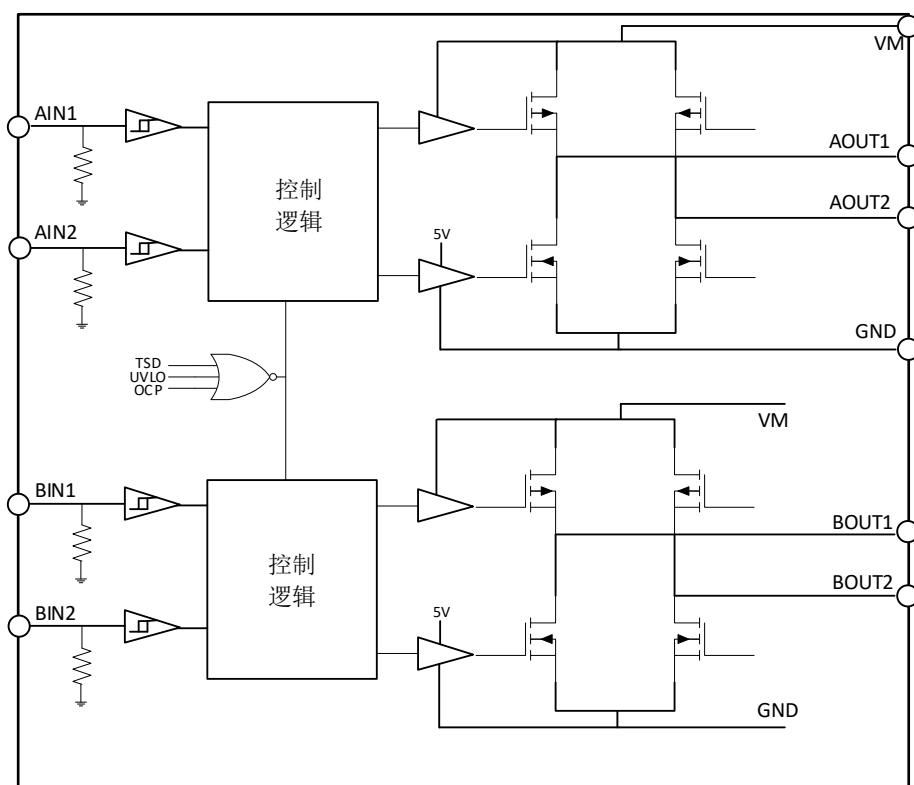 VM
AIN1
控制
逻辑
AOUT1
AOUT2
AIN2
5V
GND
TSD
UVLO
OCP
VM
BIN1
控制
逻辑
BOUT1
BOUT2
BIN2
5V
GND